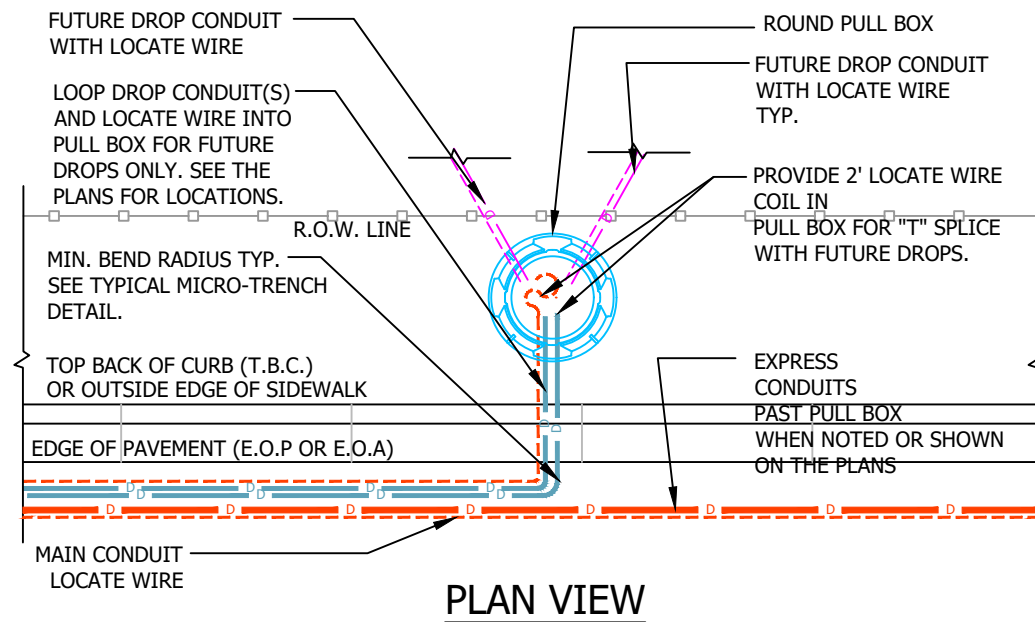 FUTURE DROP CONDUIT
WITH LOCATE WIRE
LOOP DROP CONDUIT(S)
AND LOCATE WIRE INTO
PULL BOX FOR FUTURE
DROPS ONLY. SEE THE
PLANS FOR LOCATIONS.
ROUND PULL BOX
FUTURE DROP CONDUIT
WITH LOCATE WIRE
TYP.
PROVIDE 2' LOCATE WIRE
COIL IN
PULL BOX FOR "T" SPLICE
WITH FUTURE DROPS.
D
D
R.O.W. LINE
MIN. BEND RADIUS TYP.
SEE TYPICAL MICRO-TRENCH
DETAIL.
TOP BACK OF CURB (T.B.C.)
OR OUTSIDE EDGE OF SIDEWALK
EXPRESS
CONDUITS
PAST PULL BOX
WHEN NOTED OR SHOWN
ON THE PLANS
D
D
EDGE OF PAVEMENT (E.O.P OR E.O.A)
D D D D
D D D D
D D D D D D D D
MAIN CONDUIT
LOCATE WIRE
PLAN VIEW